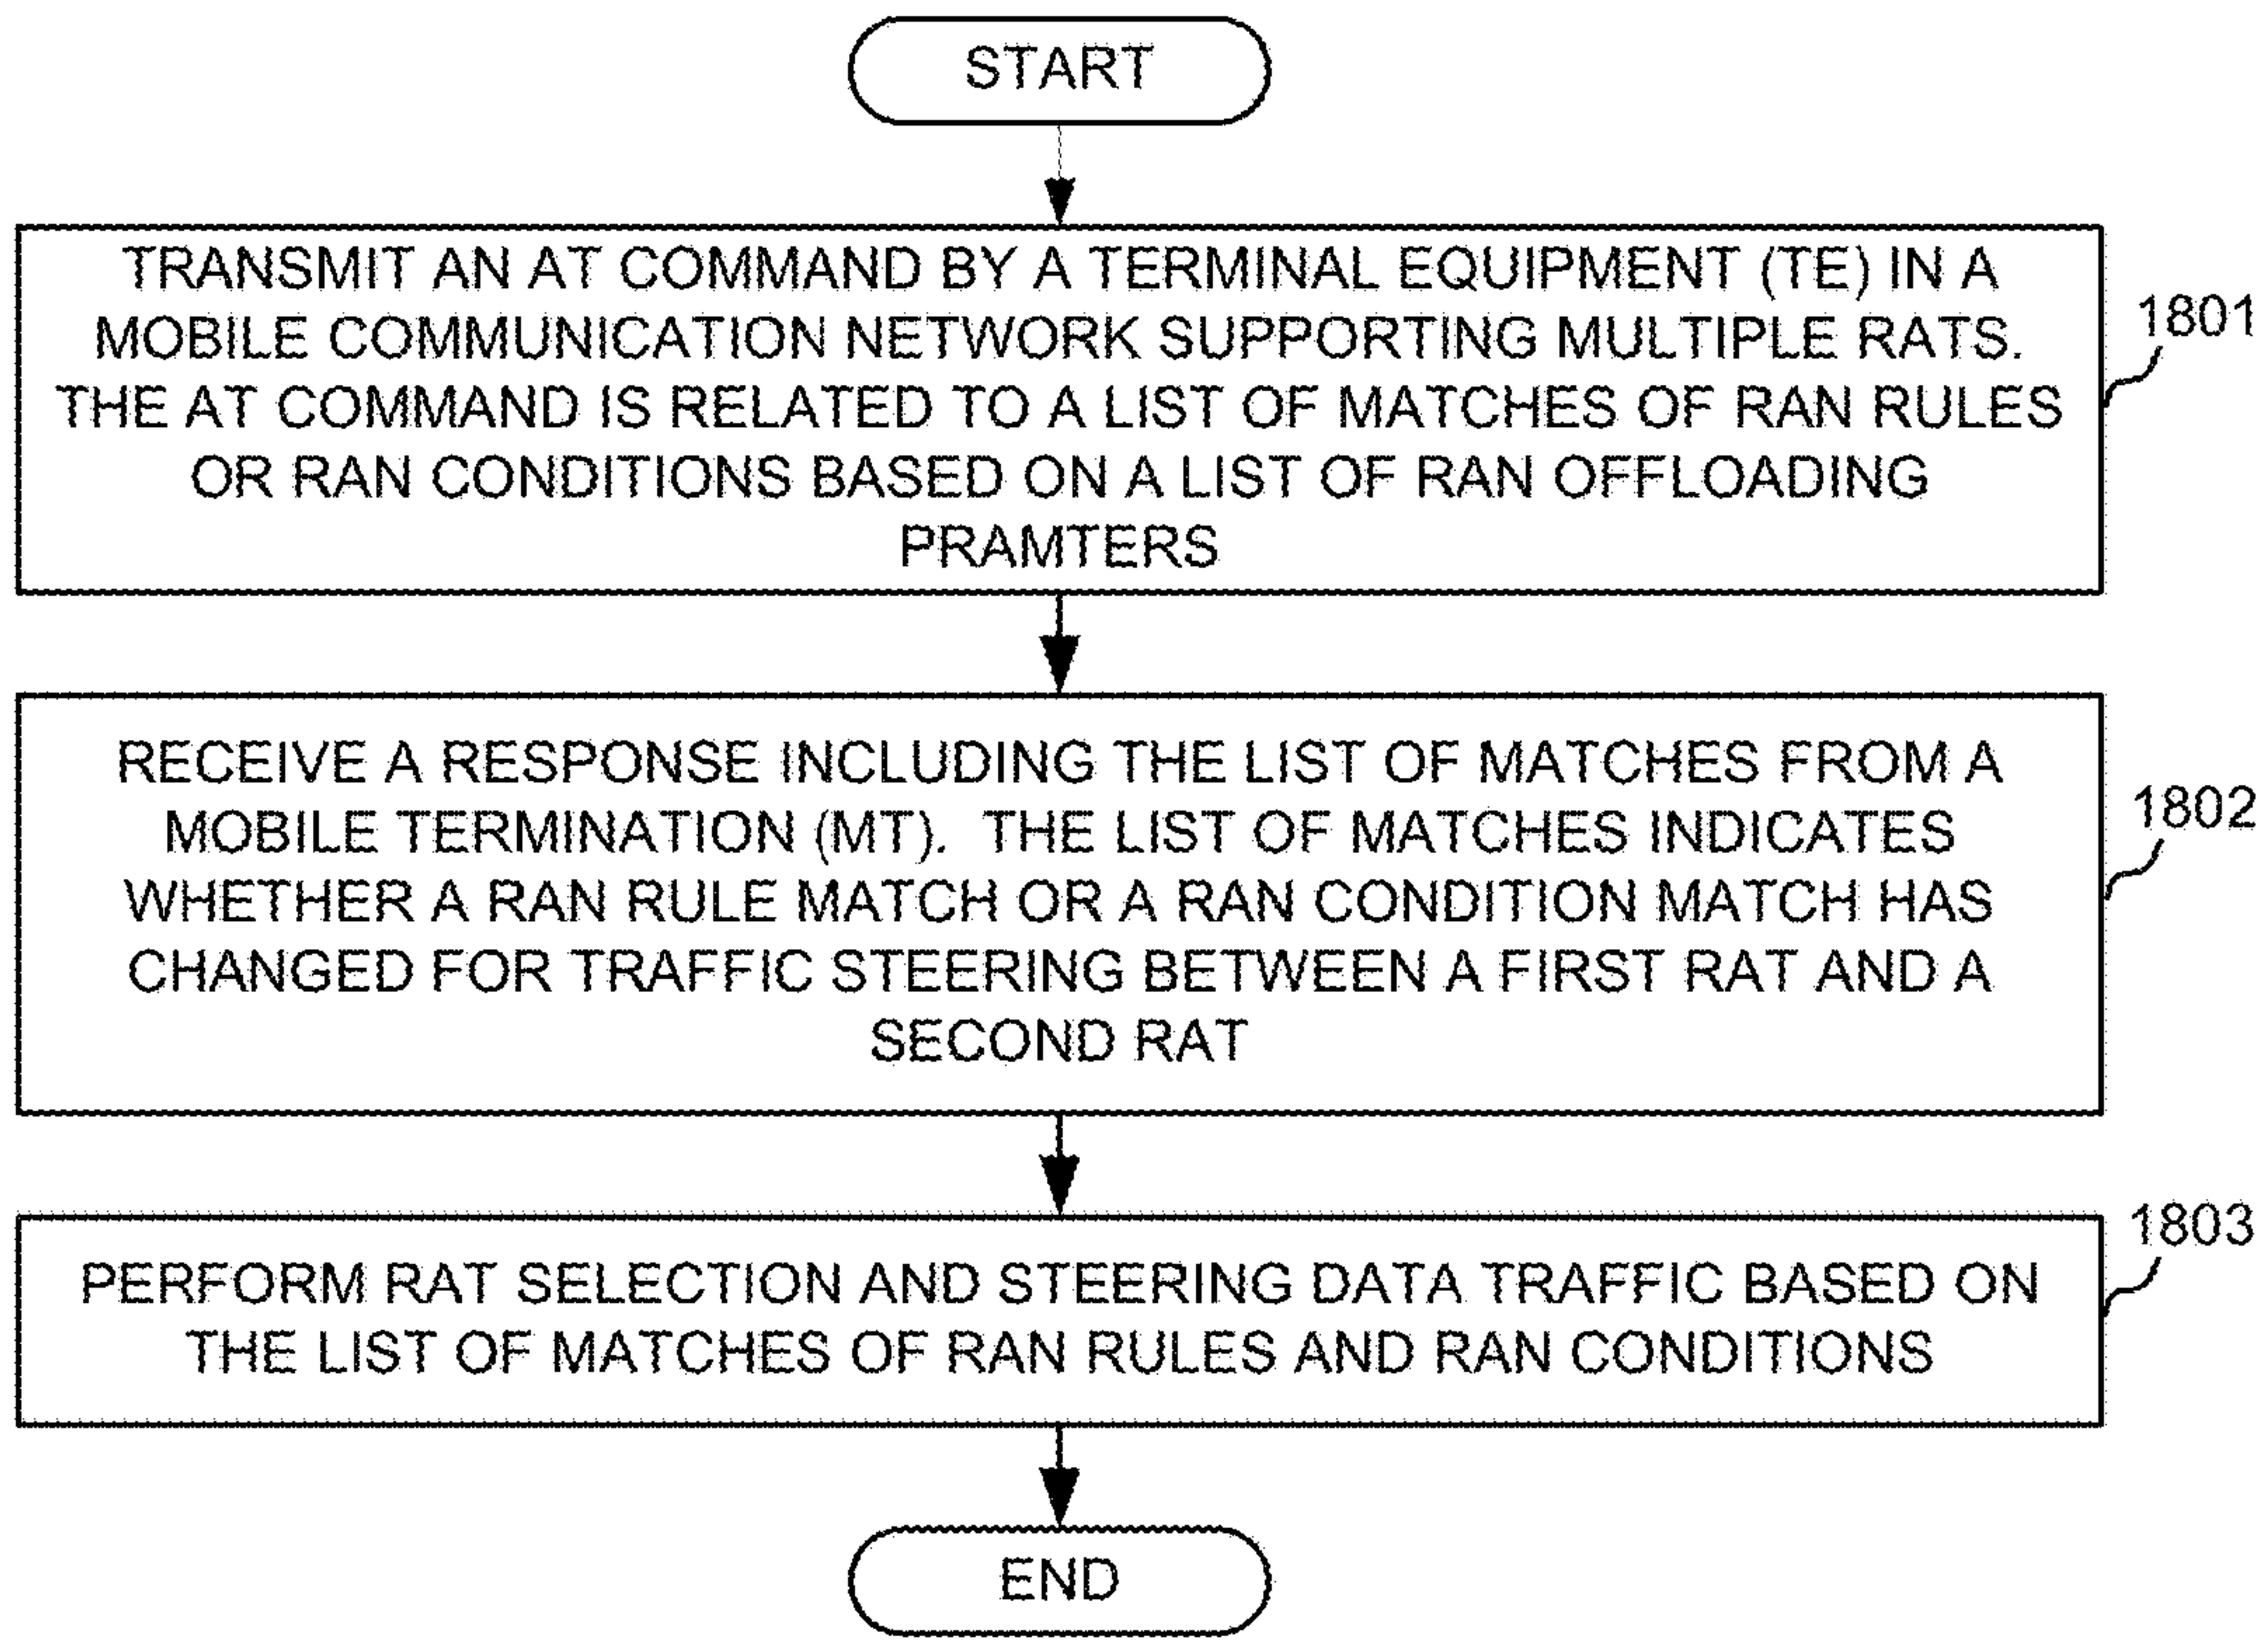 START
TRANSMIT AN AT COMMAND BY A TERMINAL EQUIPMENT (TE) IN A
MOBILE COMMUNICATION NETWORK SUPPORTING MULTIPLE RATS.
THE AT COMMAND IS RELATED TO A LIST OF MATCHES OF RAN RULES
OR RAN CONDITIONS BASED ON A LIST OF RAN OFFLOADING
PRAMTERS
1801
RECEIVE A RESPONSE INCLUDING THE LIST OF MATCHES FROM A
MOBILE TERMINATION (MT). THE LIST OF MATCHES INDICATES
WHETHER A RAN RULE MATCH OR A RAN CONDITION MATCH HAS
CHANGED FOR TRAFFIC STEERING BETWEEN A FIRST RAT AND A
SECOND RAT
1802
PERFORM RAT SELECTION AND STEERING DATA TRAFFIC BASED ON
THE LIST OF MATCHES OF RAN RULES AND RAN CONDITIONS
1803
END